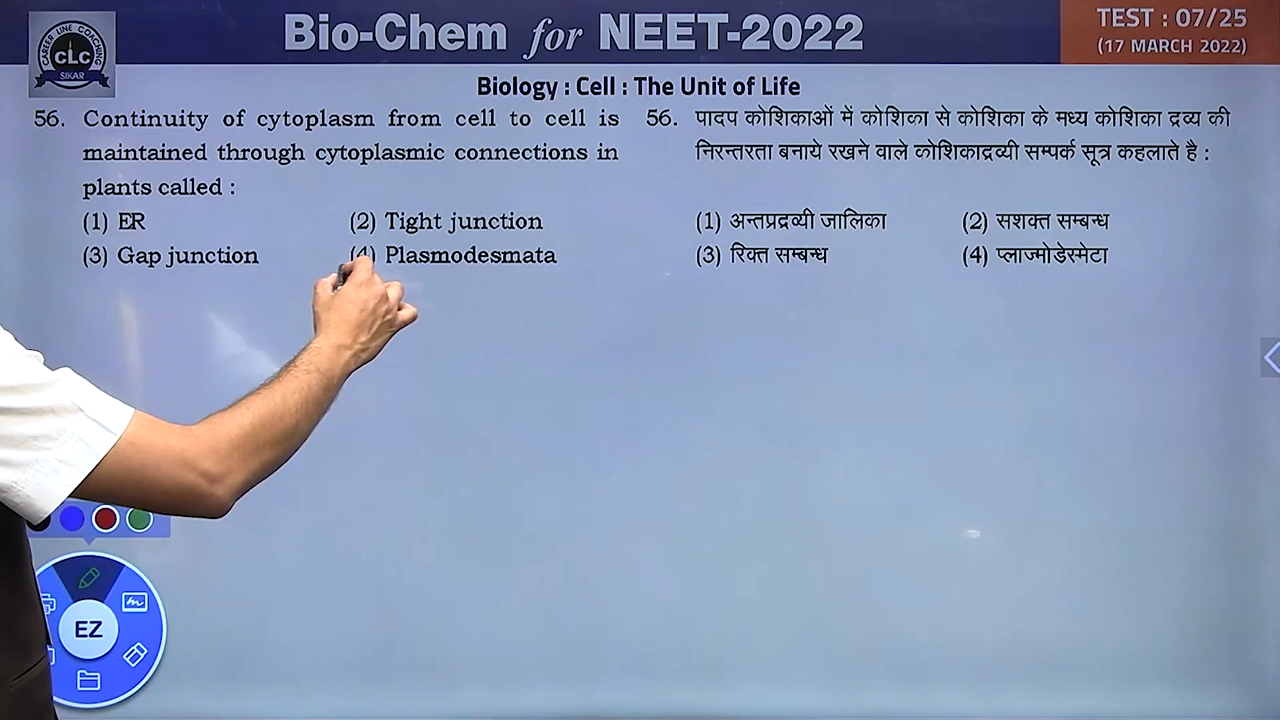 Bio-Chem for NEET-2022
TEST : 07/25
(17 MARCH 2022)
CAREER LINE COACHING
CLC
SIKAR
Biology : Cell : The Unit of Life
56. Continuity of cytoplasm from cell to cell is
maintained through cytoplasmic connections in
plants called :
(1) ER
(2) Tight junction
(3) Gap junction
(4) Plasmodesmata
56. पादप कोशिकाओं में कोशिका से कोशिका के मध्य कोशिका द्रव्य की
निरन्तरता बनाये रखने वाले कोशिकाद्रव्यी सम्पर्क सूत्र कहलाते है :
(1) अन्तप्रद्रव्यी जालिका
(2) सशक्त सम्बन्ध
(3) रिक्त सम्बन्ध
(4) प्लाज्मोडेस्मेटा
EZ